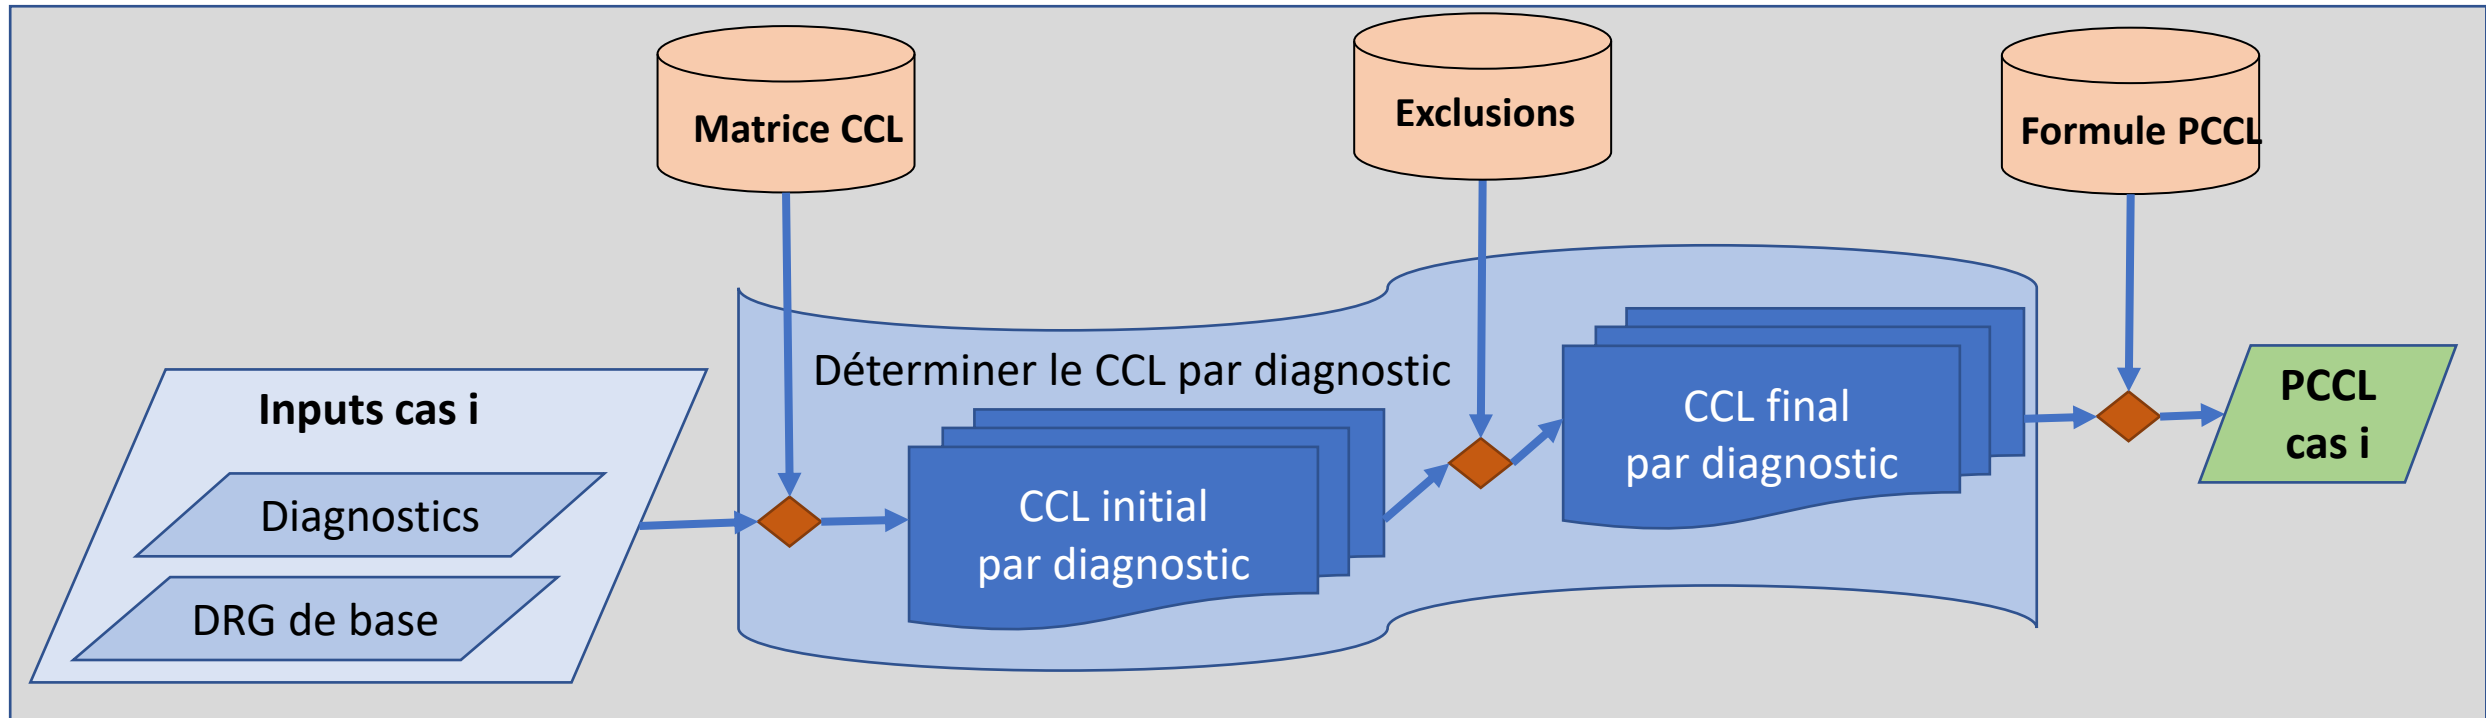 Matrice CCL
Exclusions
Formule PCCL
Déterminer le CCL par diagnostic
Inputs cas i
Diagnostics
DRG de base
CCL initial
par diagnostic
CCL final
par diagnostic
PCCL
cas i